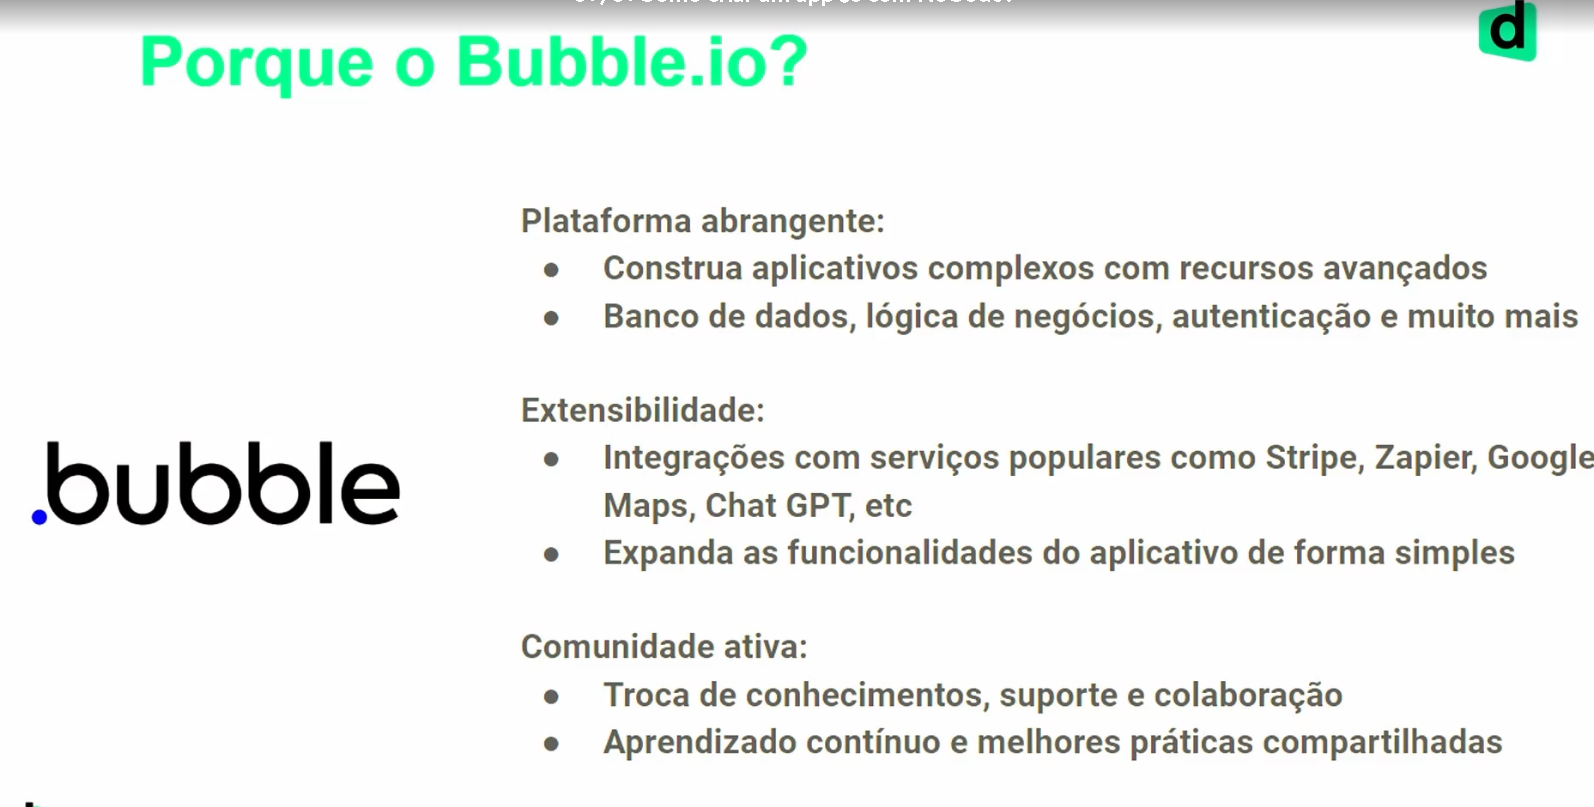 Porque o Bubble.io?
d
Plataforma abrangente:
● Construa aplicativos complexos com recursos avançados
● Banco de dados, lógica de negócios, autenticação e muito mais
Extensibilidade:
● Integrações com serviços populares como Stripe, Zapier, Google
Maps, Chat GPT, etc
● Expanda as funcionalidades do aplicativo de forma simples
.bubble
Comunidade ativa:
● Troca de conhecimentos, suporte e colaboração
● Aprendizado contínuo e melhores práticas compartilhadas